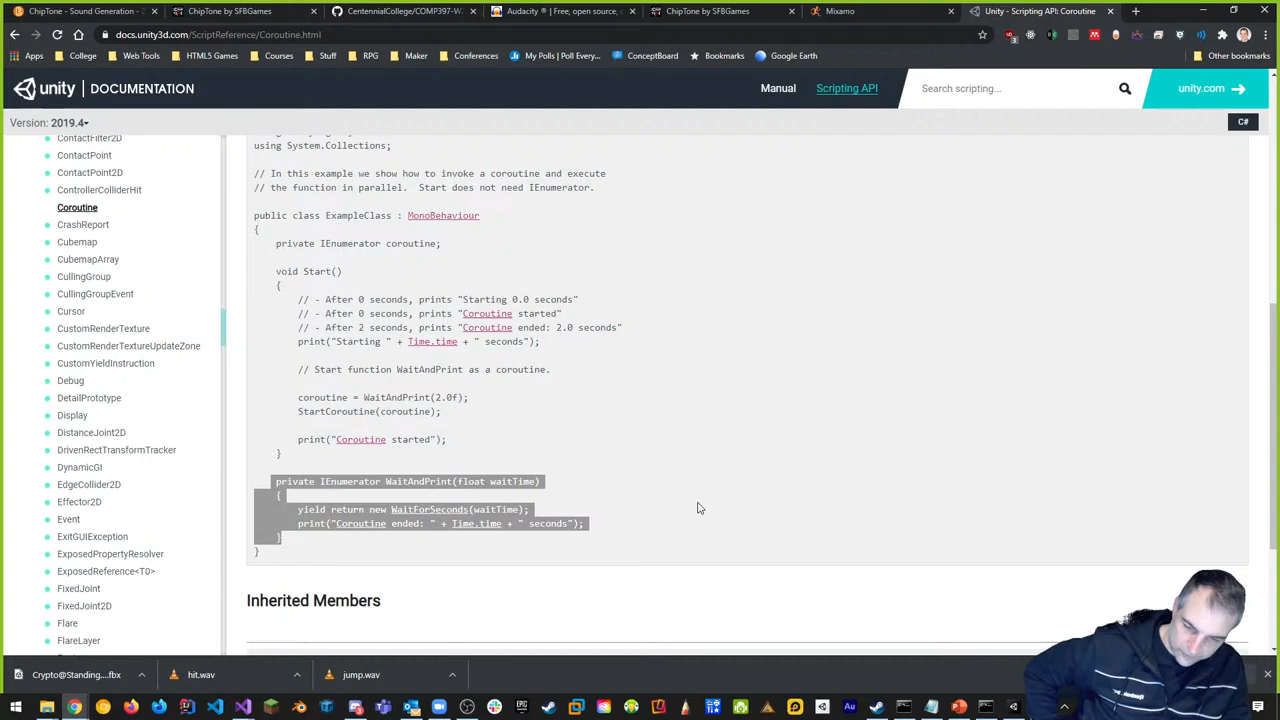 Bfxr. Make sound effects
ChipTone by SFBGames
CentennialCollege/COMP397-W
Audacity ® | Free, open source, c
ChipTone by SFBGames
Mixamo
Unity - Scripting API: Coroutine
docs.unity3d.com/ScriptReference/Coroutine.html
Apps
College
Web Tools
HTML5 Games
Courses
Stuff
RPG
Maker
Conferences
My Polls | Poll Every...
ConceptBoard
Bookmarks
Google Earth
Other bookmarks
unity | DOCUMENTATION
Manual
Scripting API
Search scripting...
unity.com
Version: 2019.4
C#
ContactFilter2D
ContactPoint
ContactPoint2D
ControllerColliderHit
Coroutine
CrashReport
Cubemap
CubemapArray
CullingGroup
CullingGroupEvent
Cursor
CustomRenderTexture
CustomRenderTextureUpdateZone
CustomYieldInstruction
Debug
DetailPrototype
Display
DistanceJoint2D
DrivenRectTransformTracker
DynamicGI
EdgeCollider2D
Effector2D
Event
ExitGUIException
ExposedPropertyResolver
ExposedReference<T0>
FixedJoint
FixedJoint2D
Flare
FlareLayer
using System.Collections;
// In this example we show how to invoke a coroutine and execute
// the function in parallel.  Start does not need IEnumerator.
public class ExampleClass : MonoBehaviour
{
private IEnumerator coroutine;
void Start()
{
// - After 0 seconds, prints "Starting 0.0 seconds"
// - After 0 seconds, prints "Coroutine started"
// - After 2 seconds, prints "Coroutine ended: 2.0 seconds"
print("Starting " + Time.time + " seconds");
// Start function WaitAndPrint as a coroutine.
coroutine = WaitAndPrint(2.0f);
StartCoroutine(coroutine);
print("Coroutine started");
}
private IEnumerator WaitAndPrint(float waitTime)
{
yield return new WaitForSeconds(waitTime);
print("Coroutine ended: " + Time.time + " seconds");
}
}
Inherited Members
Crypto@Standing....fbx
hit.wav
jump.wav